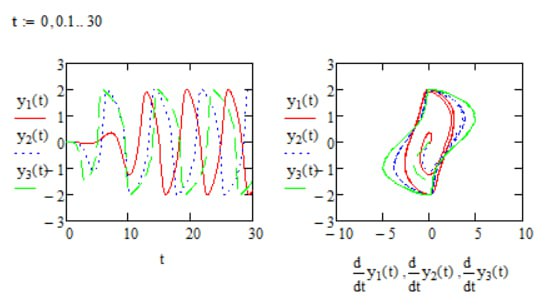 t := 0, 0.1 .. 30
3
2
y₁(t)
1
y₂(t)
0
y₃(t)
−1
−2
−3
0 10 20 30
t
3
2
y₁(t)
1
y₂(t)
0
y₃(t)
−1
−2
−3
−10 −5 0 5 10
d/dt y₁(t) , d/dt y₂(t) , d/dt y₃(t)